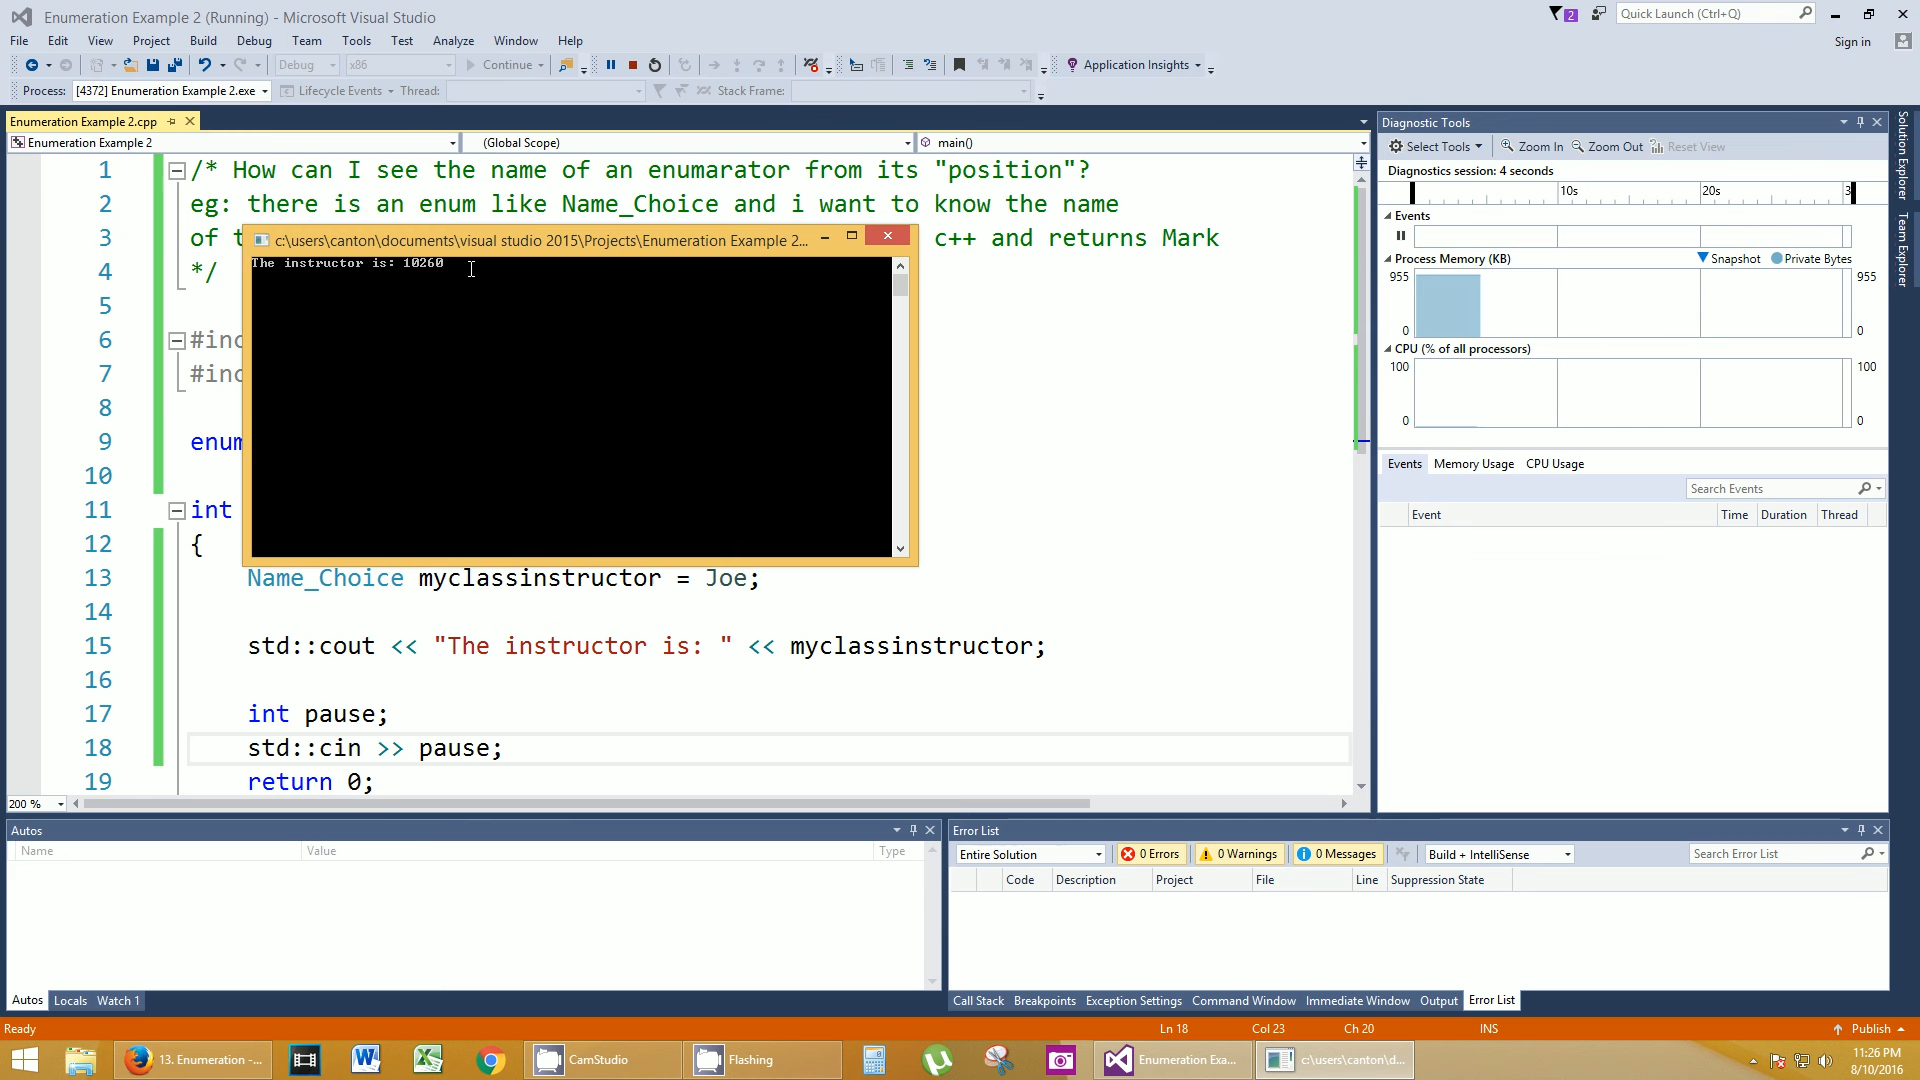 Enumeration Example 2 (Running) - Microsoft Visual Studio
2
Quick Launch (Ctrl+Q)
File Edit View Project Build Debug Team Tools Test Analyze Window Help
Sign in
Debug x86 Continue Application Insights
Process: [4372] Enumeration Example 2.exe Lifecycle Events Thread: Stack Frame:
Enumeration Example 2.cpp
Enumeration Example 2 (Global Scope) main()
1 /* How can I see the name of an enumarator from its "position"?
2 eg: there is an enum like Name_Choice and i want to know the name
3 of t c++ and returns Mark
4 */
5
6 #inc
7 #inc
8
9 enum
10
11 int
12 {
13 Name_Choice myclassinstructor = Joe;
14
15 std::cout << "The instructor is: " << myclassinstructor;
16
17 int pause;
18 std::cin >> pause;
19 return 0;
200 %
c:\users\canton\documents\visual studio 2015\Projects\Enumeration Example 2...
The instructor is: 10260
Diagnostic Tools
Select Tools Zoom In Zoom Out Reset View
Diagnostics session: 4 seconds
10s 20s 3
Events
Process Memory (KB) Snapshot Private Bytes
955 955
0 0
CPU (% of all processors)
100 100
0 0
Events Memory Usage CPU Usage
Search Events
Event Time Duration Thread
Solution Explorer
Team Explorer
Autos
Name Value Type
Autos Locals Watch 1
Error List
Entire Solution 0 Errors 0 Warnings 0 Messages Build + IntelliSense Search Error List
Code Description Project File Line Suppression State
Call Stack Breakpoints Exception Settings Command Window Immediate Window Output Error List
Ready Ln 18 Col 23 Ch 20 INS Publish
13. Enumeration -... CamStudio Flashing Enumeration Exa... c:\users\canton\d...
11:26 PM
8/10/2016